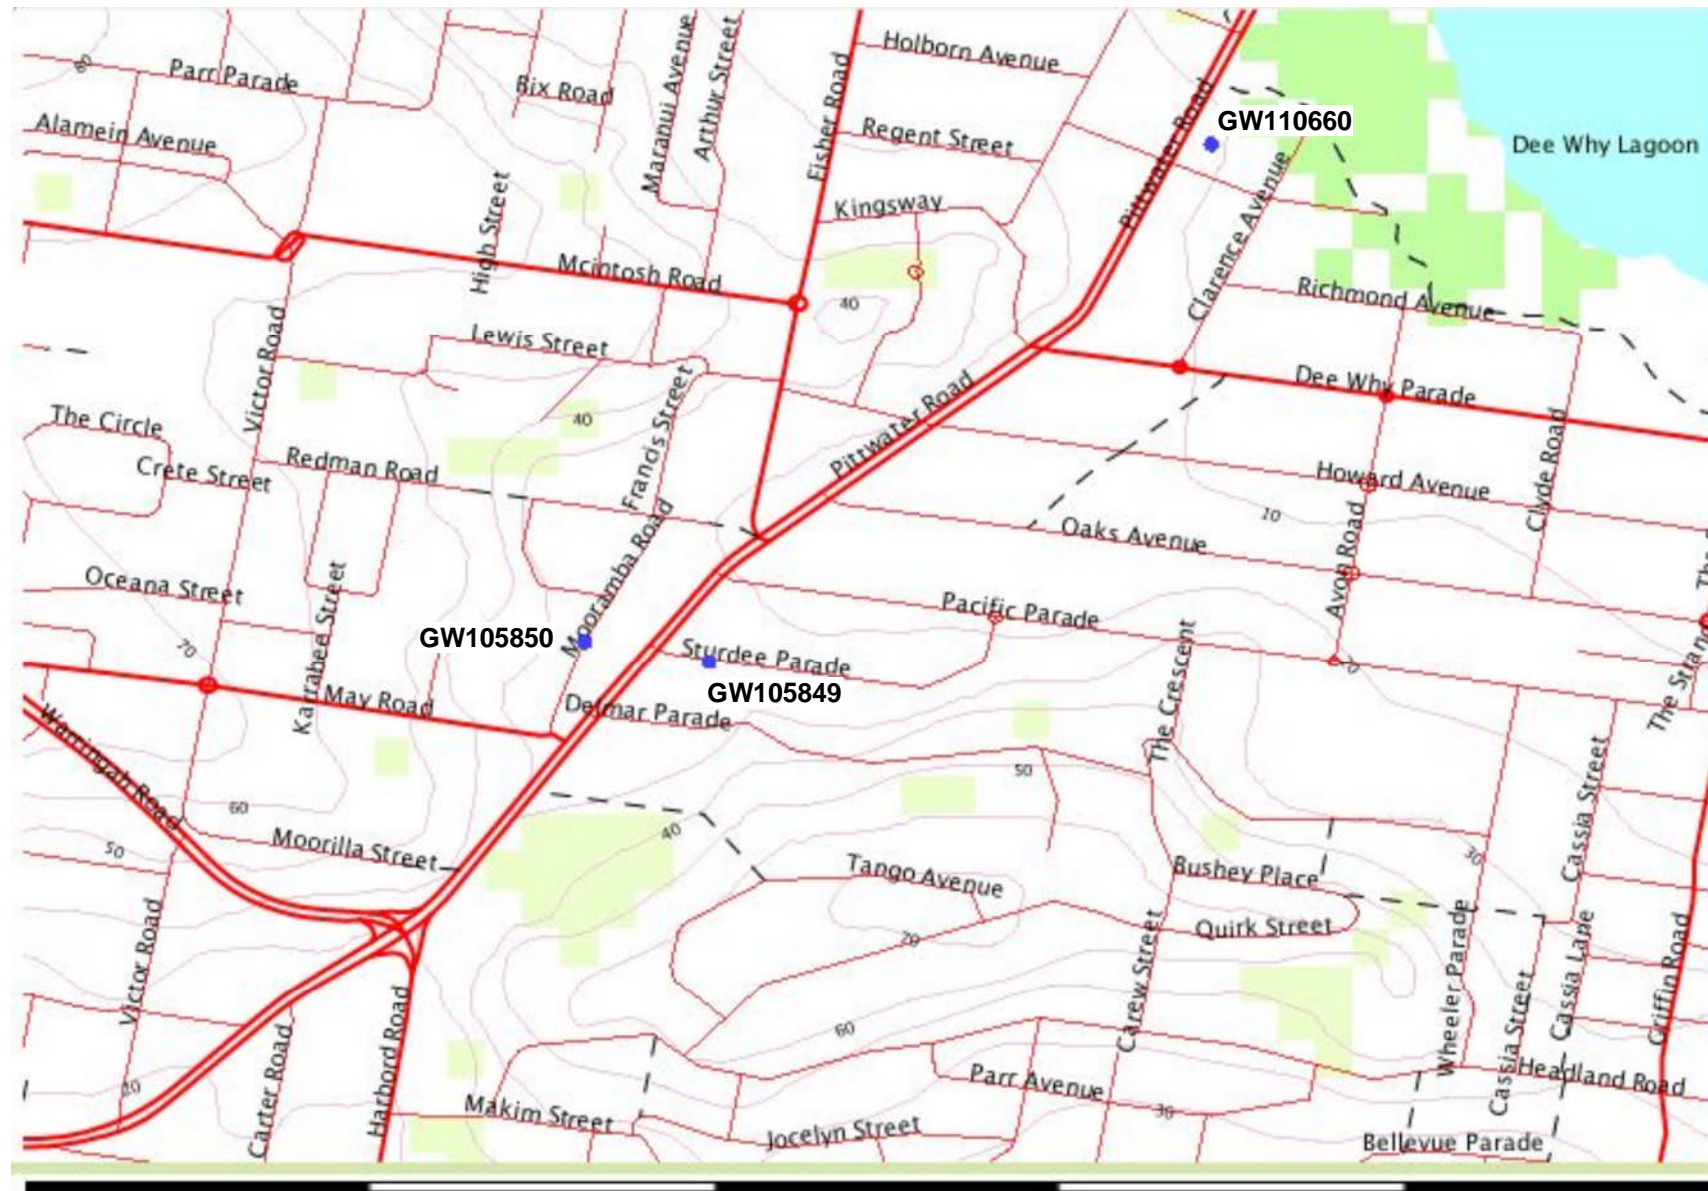 Holborn Avenue
80
Parr Parade
Bix Road
Maranui Avenue
Arthur Street
Fisher Road
Pittwater Road
GW110660
Alamein Avenue
Regent Street
Dee Why Lagoon
High Street
Kingsway
Clarence Avenue
Mcintosh Road
40
Richmond Avenue
Victor Road
Lewis Street
Dee Why Parade
The Circle
40
Francis Street
Pittwater Road
Clyde Road
Crete Street
Redman Road
Howard Avenue
10
Oaks Avenue
Avon Road
Oceana Street
Karrabee Street
Mooramba Road
Pacific Parade
The Crescent
GW105850
70
Sturdee Parade
GW105849
The Strand
May Road
Delmar Parade
Warringah Road
50
Cassia Street
60
Moorilla Street
40
50
Tango Avenue
Bushey Place
30
70
Quirk Street
Victor Road
Carew Street
Wheeler Parade
Cassia Street
Cassia Lane
Griffin Road
Harbord Road
Carter Road
60
20
Parr Avenue
Headland Road
Makim Street
30
Jocelyn Street
Bellevue Parade